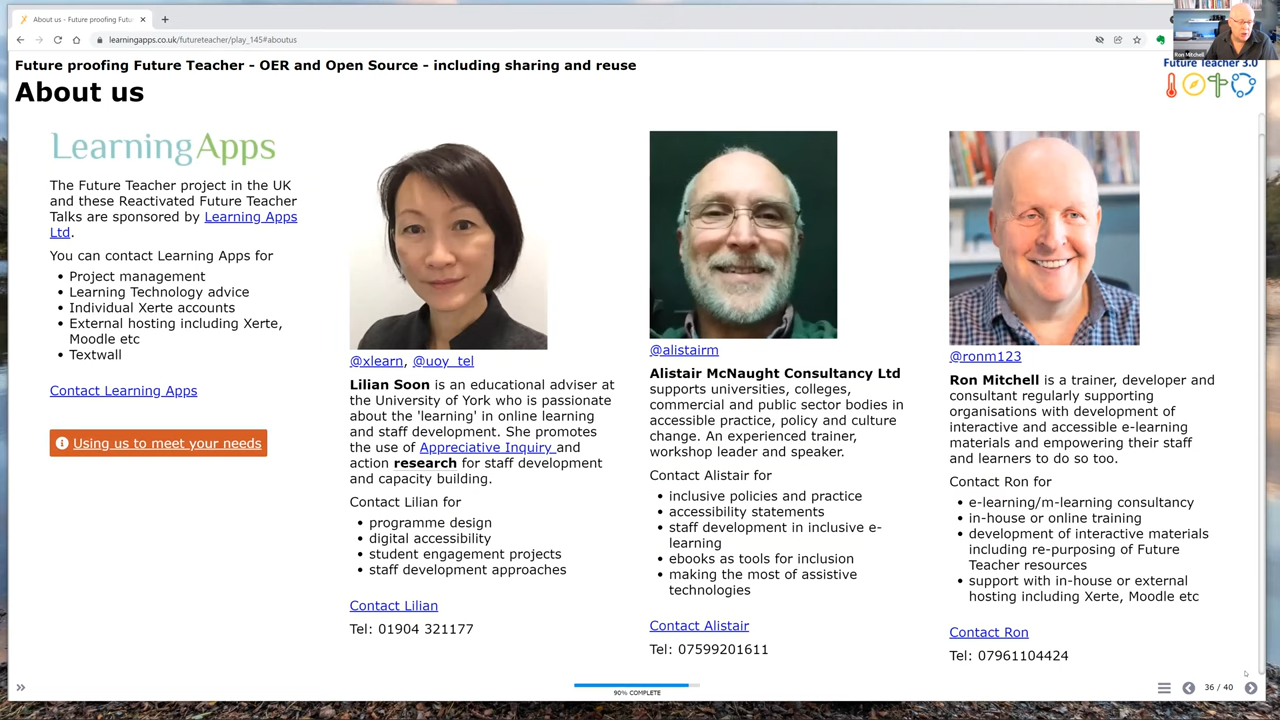 About us - Future proofing Futu
learningapps.co.uk/futureteacher/play_145#aboutus
Ron Mitchell
Future proofing Future Teacher - OER and Open Source - including sharing and reuse
Future Teacher 3.0
About us
LearningApps
The Future Teacher project in the UK
and these Reactivated Future Teacher
Talks are sponsored by Learning Apps
Ltd.
You can contact Learning Apps for
• Project management
• Learning Technology advice
• Individual Xerte accounts
• External hosting including Xerte,
Moodle etc
• Textwall
Contact Learning Apps
Using us to meet your needs
@xlearn, @uoy_tel
Lilian Soon is an educational adviser at
the University of York who is passionate
about the 'learning' in online learning
and staff development. She promotes
the use of Appreciative Inquiry and
action research for staff development
and capacity building.
Contact Lilian for
• programme design
• digital accessibility
• student engagement projects
• staff development approaches
Contact Lilian
Tel: 01904 321177
@alistairm
Alistair McNaught Consultancy Ltd
supports universities, colleges,
commercial and public sector bodies in
accessible practice, policy and culture
change. An experienced trainer,
workshop leader and speaker.
Contact Alistair for
• inclusive policies and practice
• accessibility statements
• staff development in inclusive e-
learning
• ebooks as tools for inclusion
• making the most of assistive
technologies
Contact Alistair
Tel: 07599201611
@ronm123
Ron Mitchell is a trainer, developer and
consultant regularly supporting
organisations with development of
interactive and accessible e-learning
materials and empowering their staff
and learners to do so too.
Contact Ron for
• e-learning/m-learning consultancy
• in-house or online training
• development of interactive materials
including re-purposing of Future
Teacher resources
• support with in-house or external
hosting including Xerte, Moodle etc
Contact Ron
Tel: 07961104424
90% COMPLETE
36 / 40